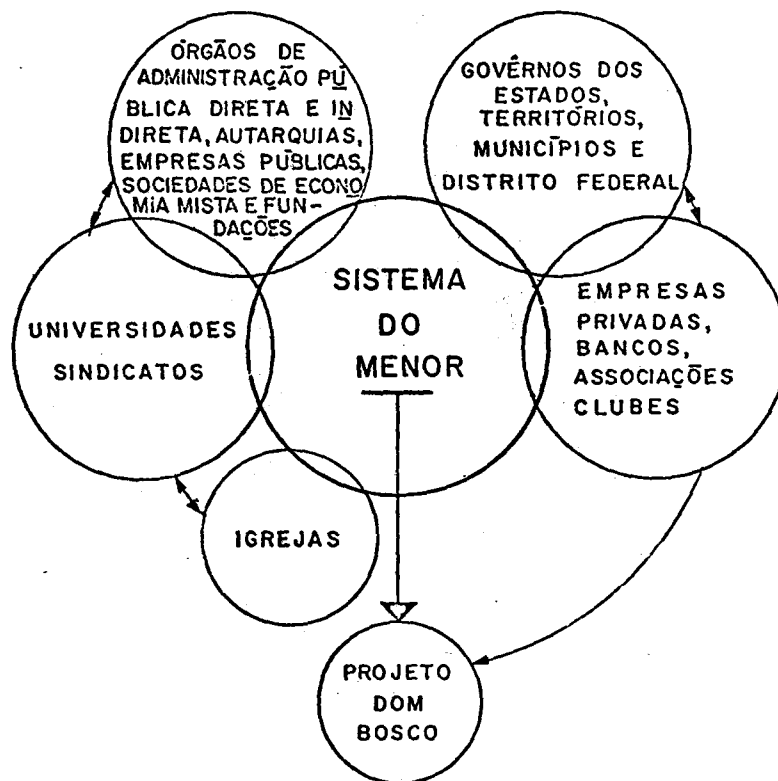 ÓRGÃOS DE
ADMINISTRAÇÃO PÚ
BLICA DIRETA E IN
DIRETA, AUTARQUIAS,
EMPRESAS PÚBLICAS,
SOCIEDADES DE ECONO
MIA MISTA E FUN-
DAÇÕES
GOVÊRNOS DOS
ESTADOS,
TERRITÓRIOS,
MUNICÍPIOS E
DISTRITO FEDERAL
SISTEMA
DO
MENOR
UNIVERSIDADES
SINDICATOS
EMPRESAS
PRIVADAS,
BANCOS,
ASSOCIAÇÕES
CLUBES
IGREJAS
PROJETO
DOM
BOSCO